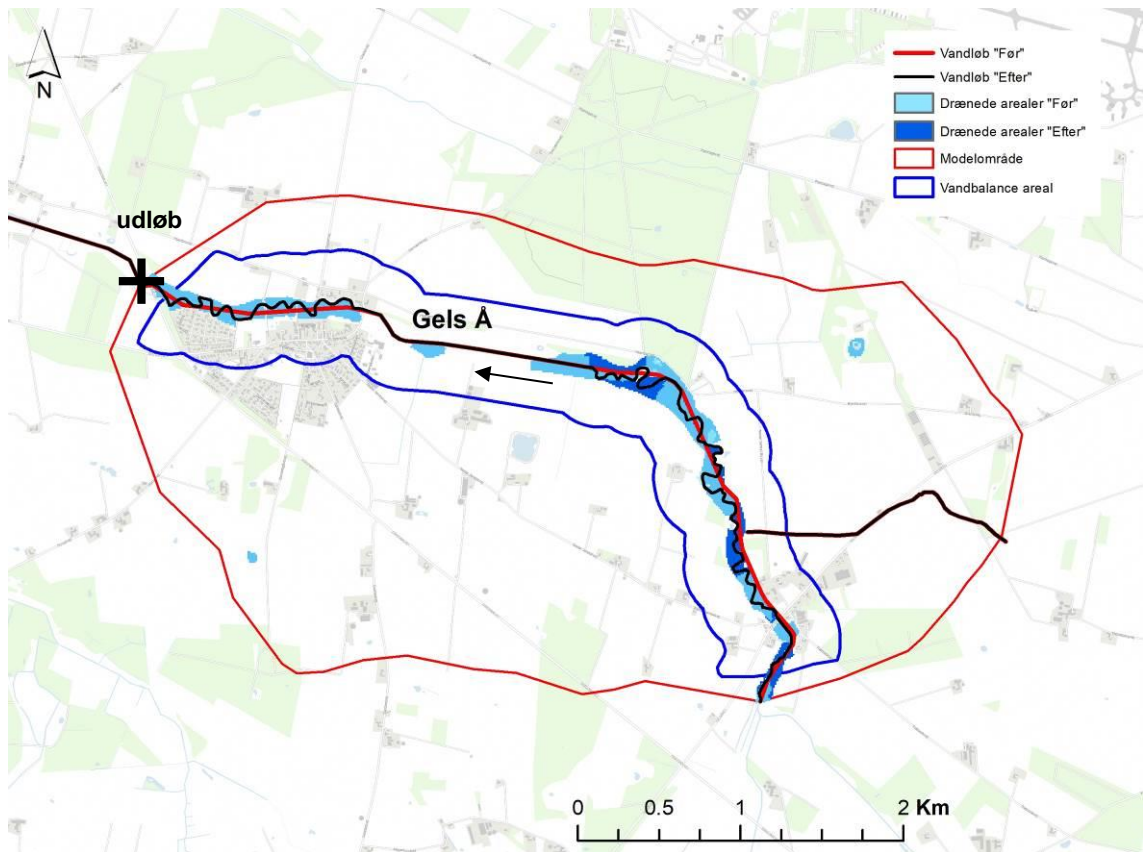 N
Vandløb "Før"
Vandløb "Efter"
Drænede arealer "Før"
Drænede arealer "Efter"
Modelområde
Vandbalance areal
udløb
Gels Å
0 0.5 1 2 Km